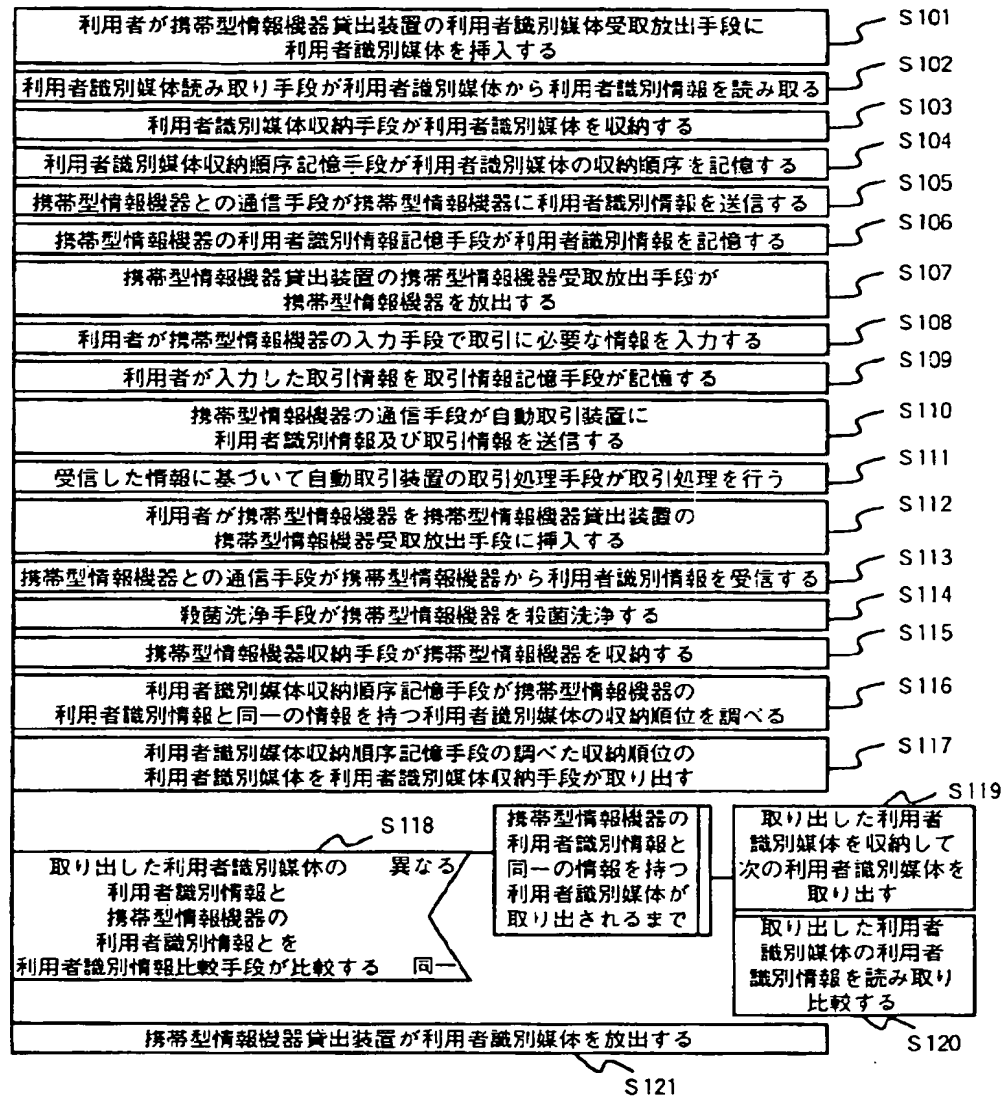 利用者が携帯型情報機器貸出装置の利用者識別媒体受取放出手段に
利用者識別媒体を挿入する
S101
利用者識別媒体読み取り手段が利用者識別媒体から利用者識別情報を読み取る
S102
利用者識別媒体収納手段が利用者識別媒体を収納する
S103
利用者識別媒体収納順序記憶手段が利用者識別媒体の収納順序を記憶する
S104
携帯型情報機器との通信手段が携帯型情報機器に利用者識別情報を送信する
S105
携帯型情報機器の利用者識別情報記憶手段が利用者識別情報を記憶する
S106
携帯型情報機器貸出装置の携帯型情報機器受取放出手段が
携帯型情報機器を放出する
S107
利用者が携帯型情報機器の入力手段で取引に必要な情報を入力する
S108
利用者が入力した取引情報を取引情報記憶手段が記憶する
S109
携帯型情報機器の通信手段が自動取引装置に
利用者識別情報及び取引情報を送信する
S110
受信した情報に基づいて自動取引装置の取引処理手段が取引処理を行う
S111
利用者が携帯型情報機器を携帯型情報機器貸出装置の
携帯型情報機器受取放出手段に挿入する
S112
携帯型情報機器との通信手段が携帯型情報機器から利用者識別情報を受信する
S113
殺菌洗浄手段が携帯型情報機器を殺菌洗浄する
S114
携帯型情報機器収納手段が携帯型情報機器を収納する
S115
利用者識別媒体収納順序記憶手段が携帯型情報機器の
利用者識別情報と同一の情報を持つ利用者識別媒体の収納順位を調べる
S116
利用者識別媒体収納順序記憶手段の調べた収納順位の
利用者識別媒体を利用者識別媒体収納手段が取り出す
S117
S118
取り出した利用者識別媒体の 異なる
利用者識別情報と
携帯型情報機器の
利用者識別情報とを
利用者識別情報比較手段が比較する 同一
携帯型情報機器の
利用者識別情報と
同一の情報を持つ
利用者識別媒体が
取り出されるまで
S119
取り出した利用者
識別媒体を収納して
次の利用者識別媒体を
取り出す
取り出した利用者
識別媒体の利用者
識別情報を読み取り
比較する
S120
携帯型情報機器貸出装置が利用者識別媒体を放出する
S121